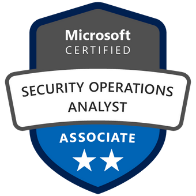 Microsoft
CERTIFIED
SECURITY OPERATIONS
ANALYST
ASSOCIATE